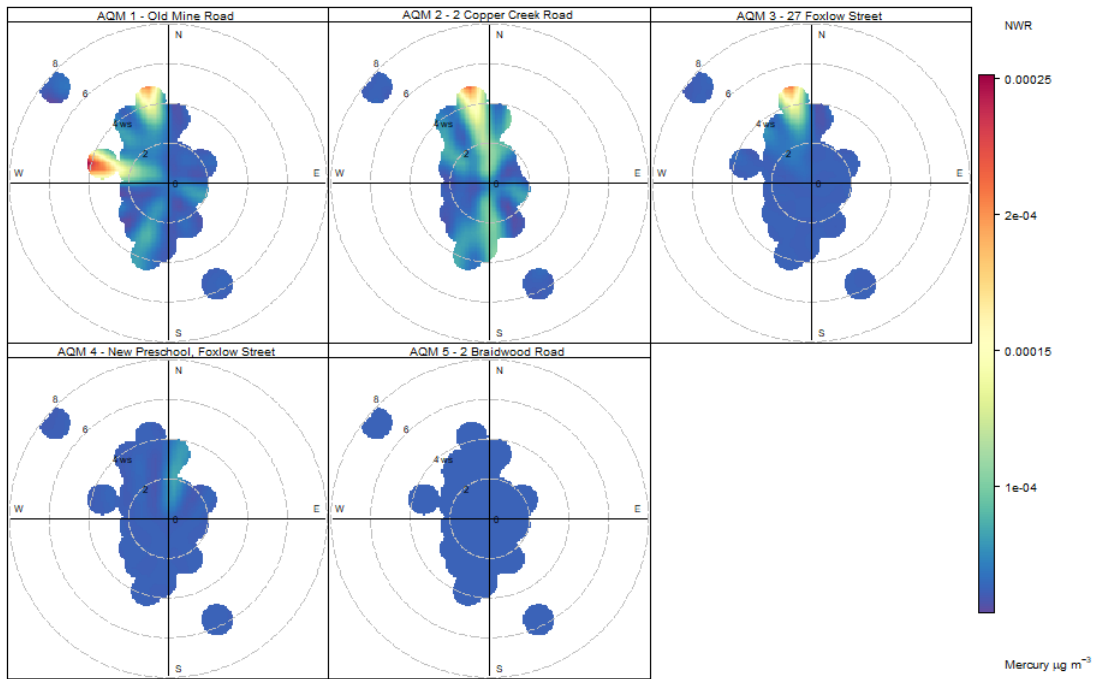 AQM 1 - Old Mine Road
AQM 2 - 2 Copper Creek Road
AQM 3 - 27 Foxlow Street
NWR
N
8
6
4 ws
2
0
W
E
S
N
8
6
4 ws
2
0
W
E
S
N
8
6
4 ws
2
0
W
E
S
0.00025
2e-04
0.00015
1e-04
AQM 4 - New Preschool, Foxlow Street
AQM 5 - 2 Braidwood Road
N
8
6
4 ws
2
0
W
E
S
N
8
6
4 ws
2
0
W
E
S
Mercury µg m⁻³